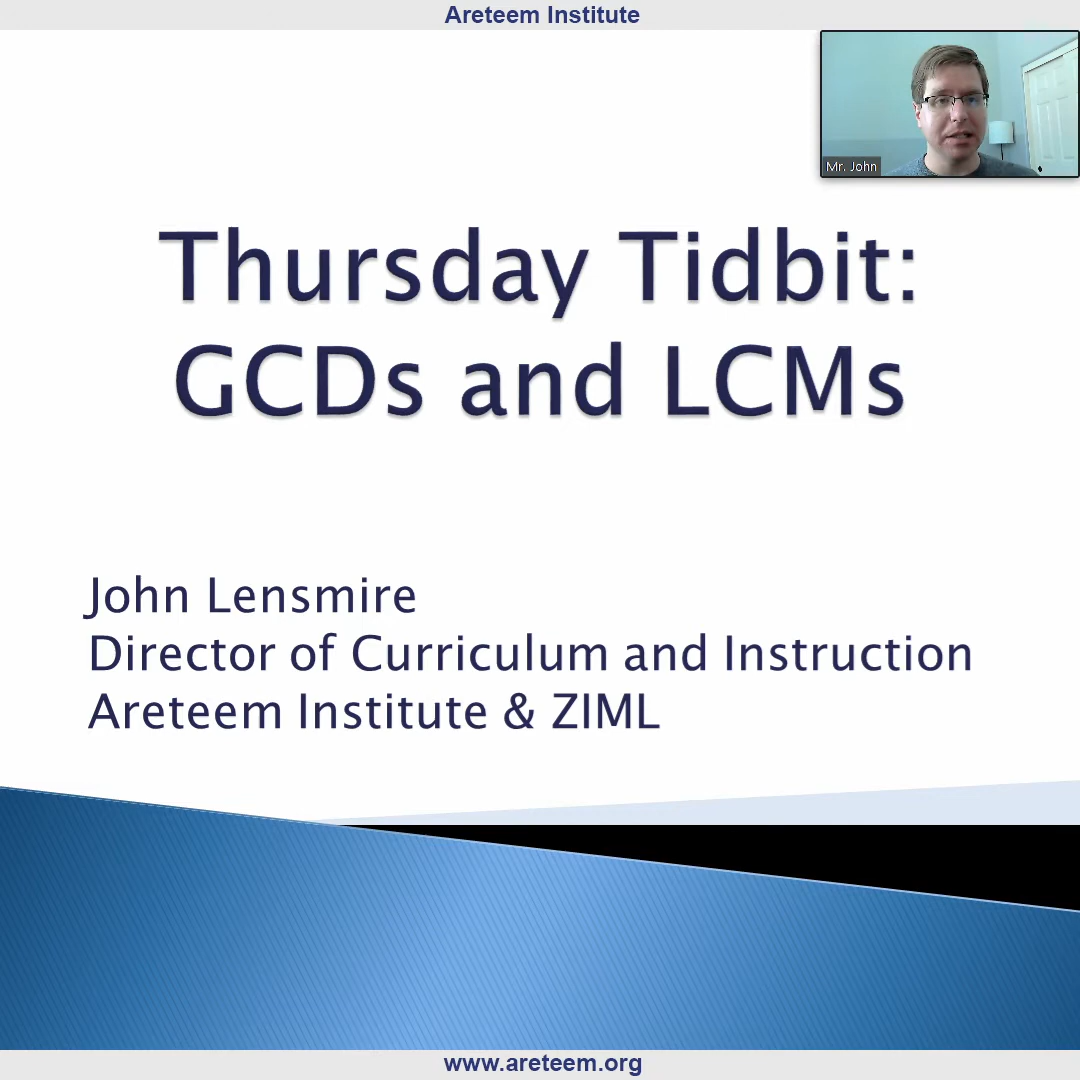 Areteem Institute
Mr. John
Thursday Tidbit:
GCDs and LCMs
John Lensmire
Director of Curriculum and Instruction
Areteem Institute & ZIML
www.areteem.org